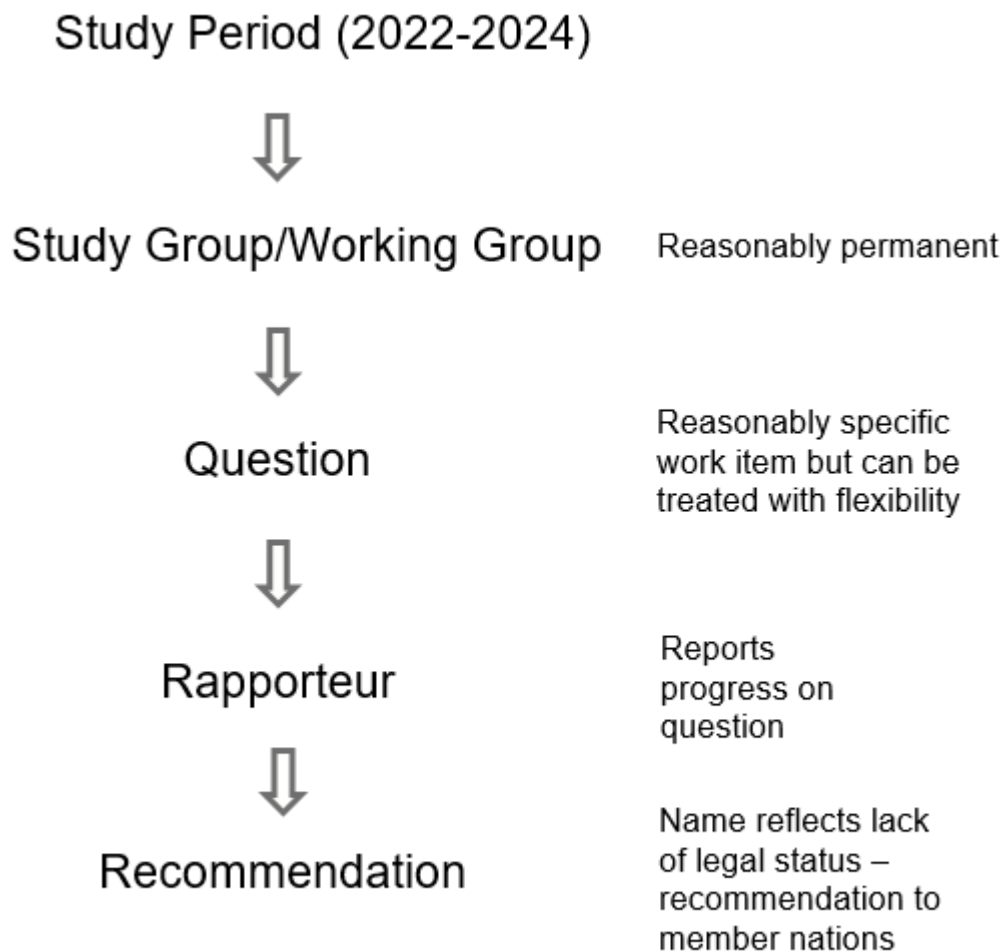 Study Period (2022-2024)
Study Group/Working Group
Reasonably permanent
Question
Reasonably specific
work item but can be
treated with flexibility
Rapporteur
Reports
progress on
question
Recommendation
Name reflects lack
of legal status –
recommendation to
member nations